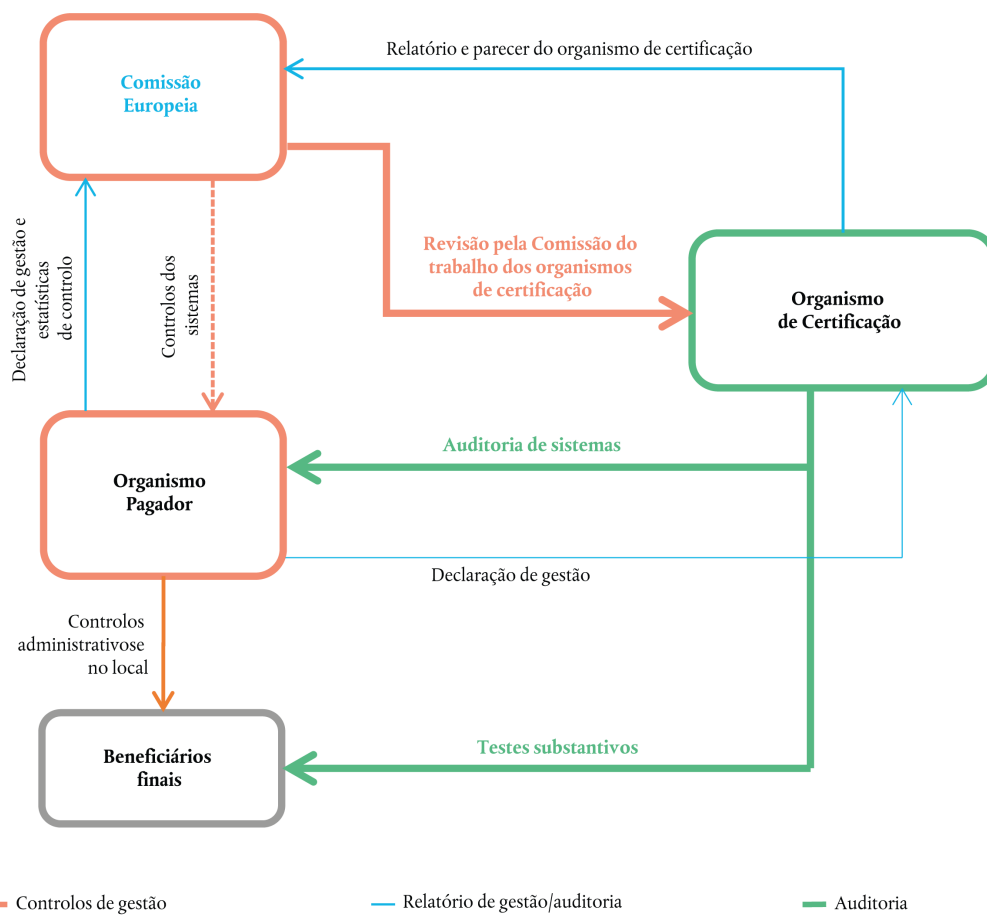 Relatório e parecer do organismo de certificação
Comissão
Europeia
Declaração de gestão e
estatísticas
de controlo
Controlos dos
sistemas
Revisão pela Comissão do
trabalho dos organismos
de certificação
Organismo
de Certificação
Auditoria de sistemas
Organismo
Pagador
Declaração de gestão
Controlos
administrativose
no local
Beneficiários
finais
Testes substantivos
Controlos de gestão
Relatório de gestão/auditoria
Auditoria